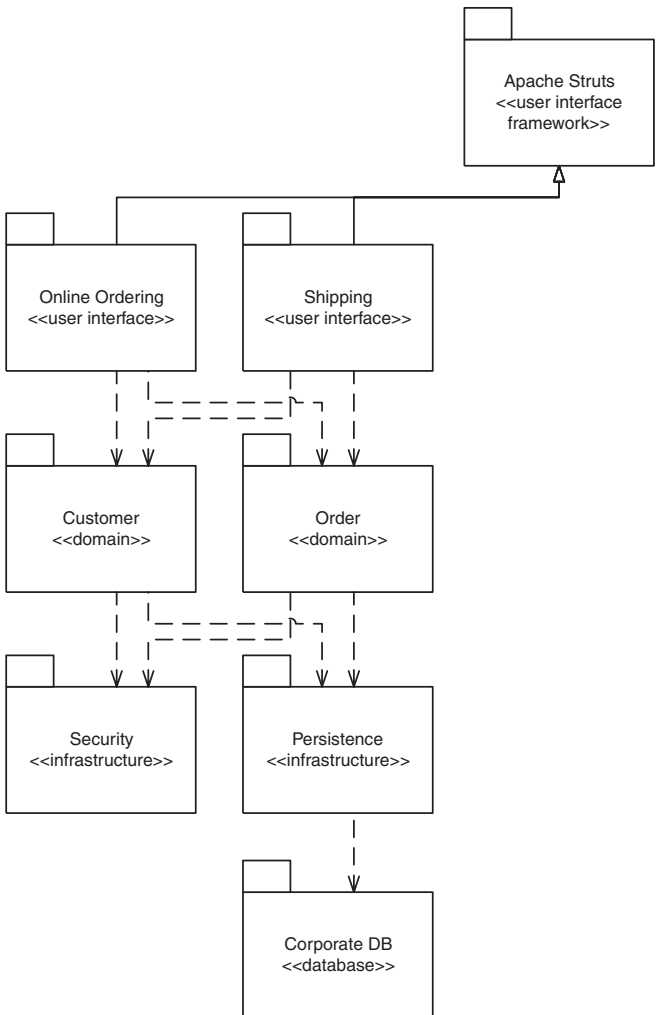 Apache Struts
<<user interface
framework>>
Online Ordering
<<user interface>>
Shipping
<<user interface>>
Customer
<<domain>>
Order
<<domain>>
Security
<<infrastructure>>
Persistence
<<infrastructure>>
Corporate DB
<<database>>